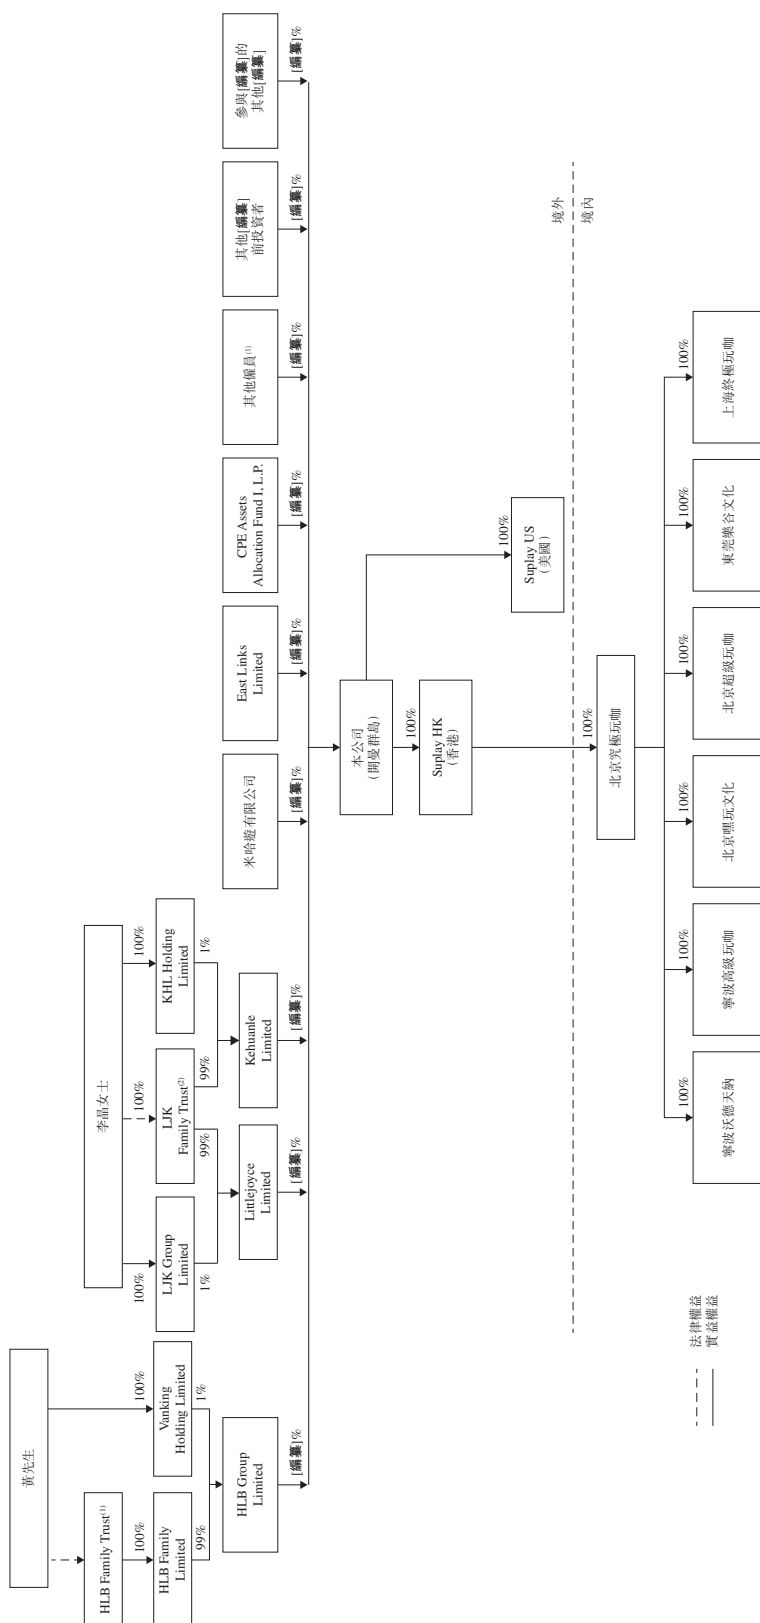 黃先生
HLB Family Trust(1)
100%
HLB Family
Limited
99%
100%
Vanking
Holding Limited
1%
HLB Group
Limited
[編纂]%
李晶女士
100%
LJK Group
Limited
1%
100%
LJK
Family Trust(2)
99%
99%
100%
KHL Holding
Limited
1%
Littlejoyce
Limited
[編纂]%
Kehuanle
Limited
[編纂]%
米哈遊有限公司
[編纂]%
East Links
Limited
[編纂]%
CPE Assets
Allocation Fund I, L.P.
[編纂]%
其他僱員(1)
[編纂]%
其他[編纂]
前投資者
[編纂]%
參與[編纂]的
其他[編纂]
[編纂]%
本公司
（開曼群島）
100%
Suplay HK
（香港）
100%
Suplay US
（美國）
境外
境內
100%
北京究極玩咖
100%
寧波沃德天納
100%
寧波高級玩咖
100%
北京嘿玩文化
100%
北京超級玩咖
100%
東莞樂谷文化
100%
上海終極玩咖
法律權益
實益權益